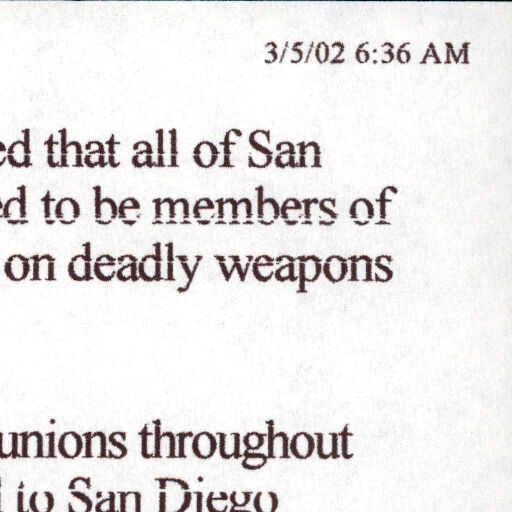 3/5/02 6:36 AM
ed that all of San
ed to be members of
on deadly weapons
unions throughout
to San Diego